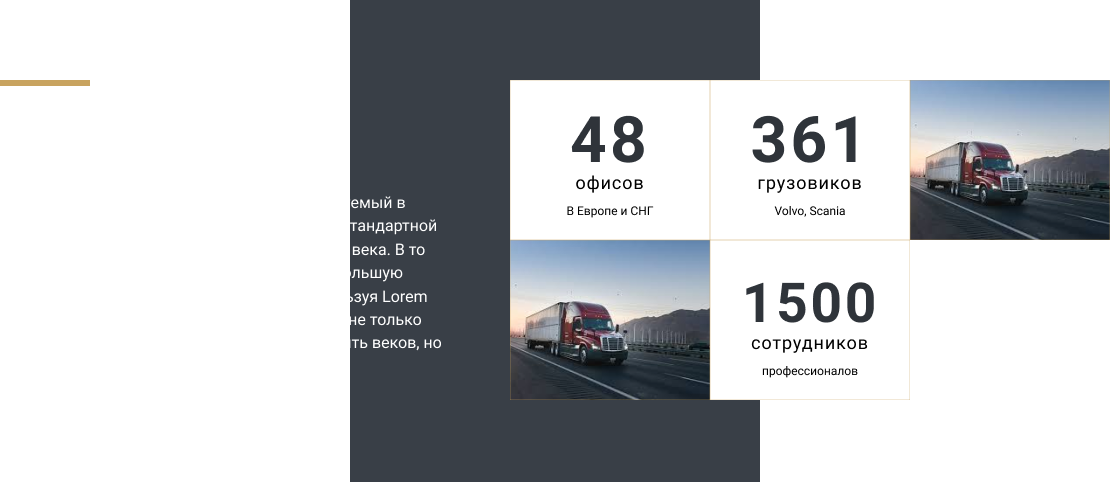 емый в
тандартной
века. В то
ольшую
ьзуя Lorem
не только
ть веков, но
48
офисов
В Европе и СНГ
361
грузовиков
Volvo, Scania
1500
сотрудников
профессионалов